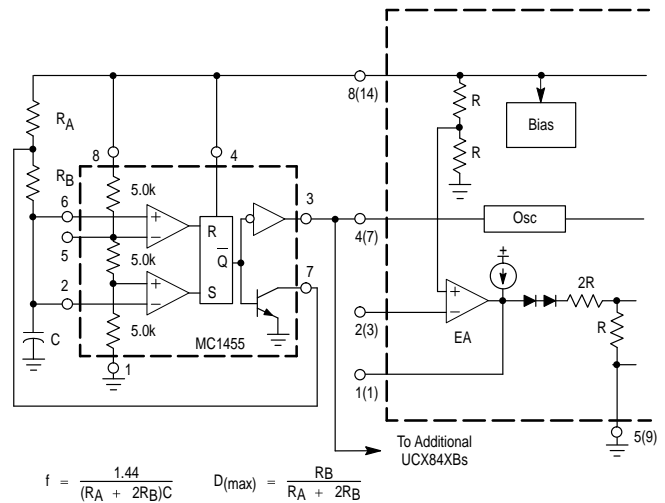 8(14)
R
Bias
R
R_A
8
4
R_B
6
5.0k
3
5
+
−
R
Q̅
4(7)
Osc
5.0k
7
2
+
−
S
+
−
EA
2R
2(3)
R
C
5.0k
MC1455
1
1(1)
To Additional
UCX84XBs
5(9)
f = 1.44 / (R_A + 2R_B)C
D(max) = RB / R_A + 2R_B